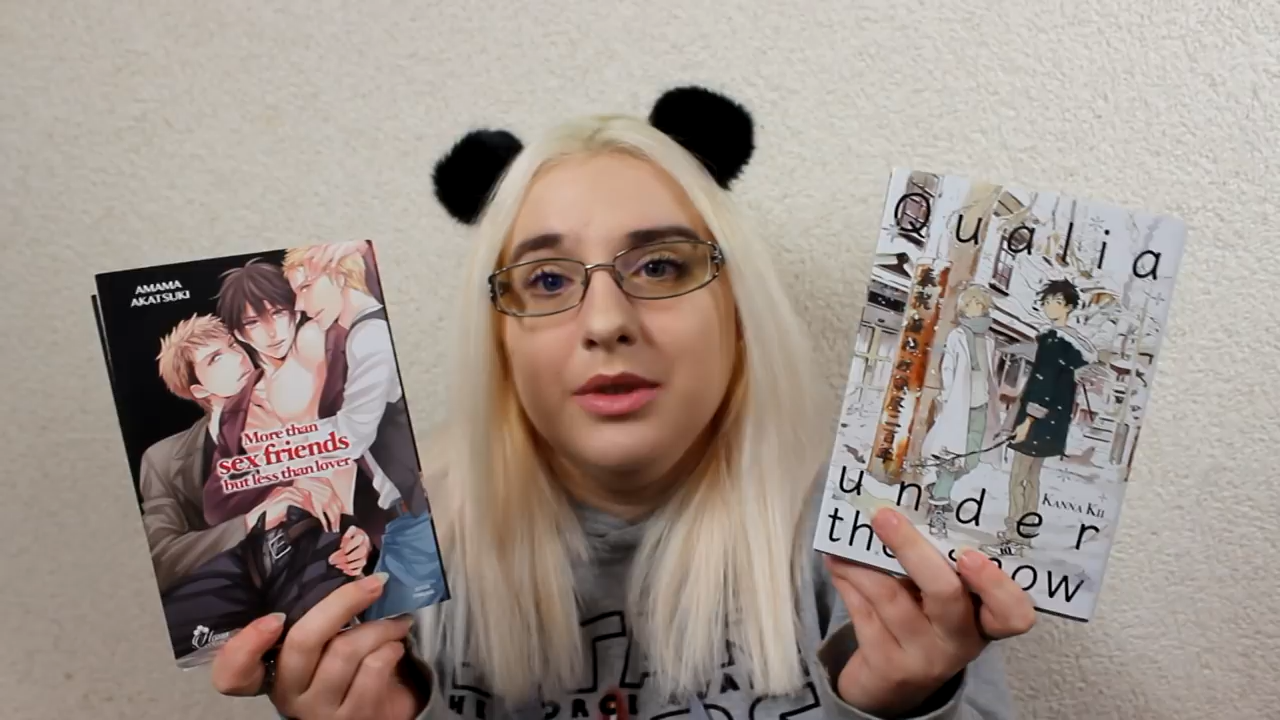 AMAMA
AKATSUKI
More than
sex friends
but less than lover
Qualia
under
the snow
KANNA KII